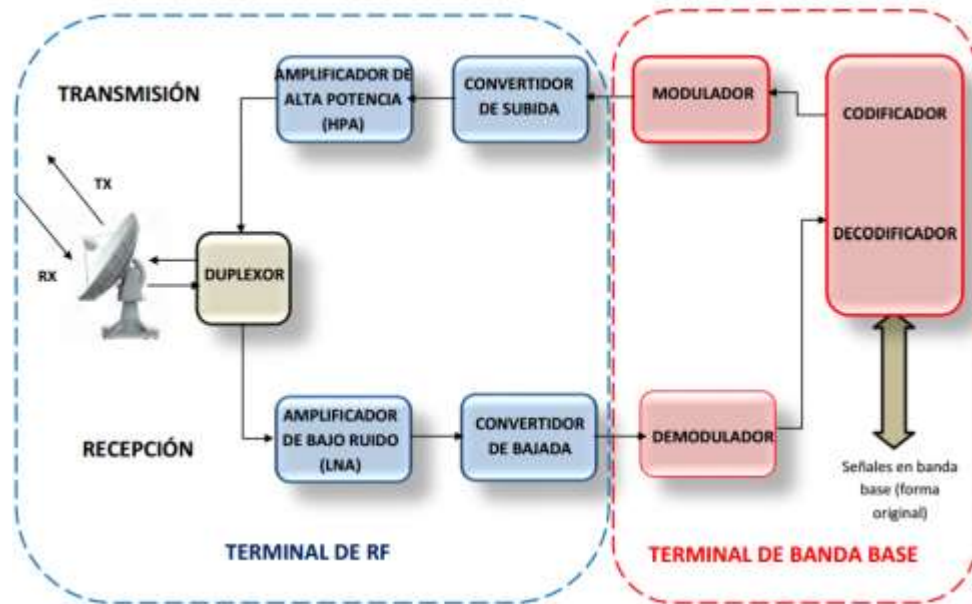 TRANSMISIÓN
AMPLIFICADOR DE
ALTA POTENCIA
(HPA)
CONVERTIDOR
DE SUBIDA
MODULADOR
CODIFICADOR
TX
RX
DUPLEXOR
DECODIFICADOR
RECEPCIÓN
AMPLIFICADOR
DE BAJO RUIDO
(LNA)
CONVERTIDOR
DE BAJADA
DEMODULADOR
Señales en banda
base (forma
original)
TERMINAL DE RF
TERMINAL DE BANDA BASE